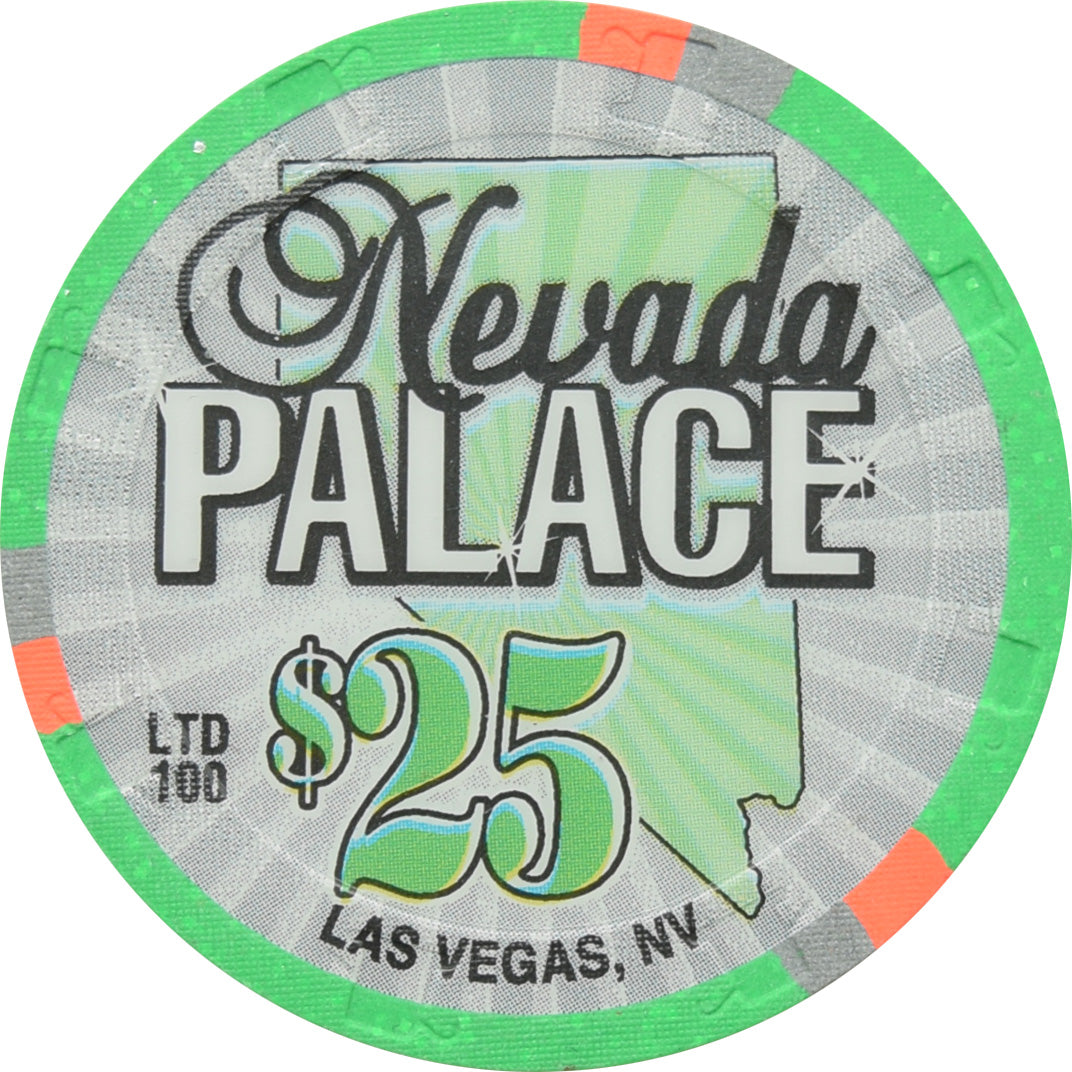 Nevada
PALACE
$25
LTD
100
LAS VEGAS, NV